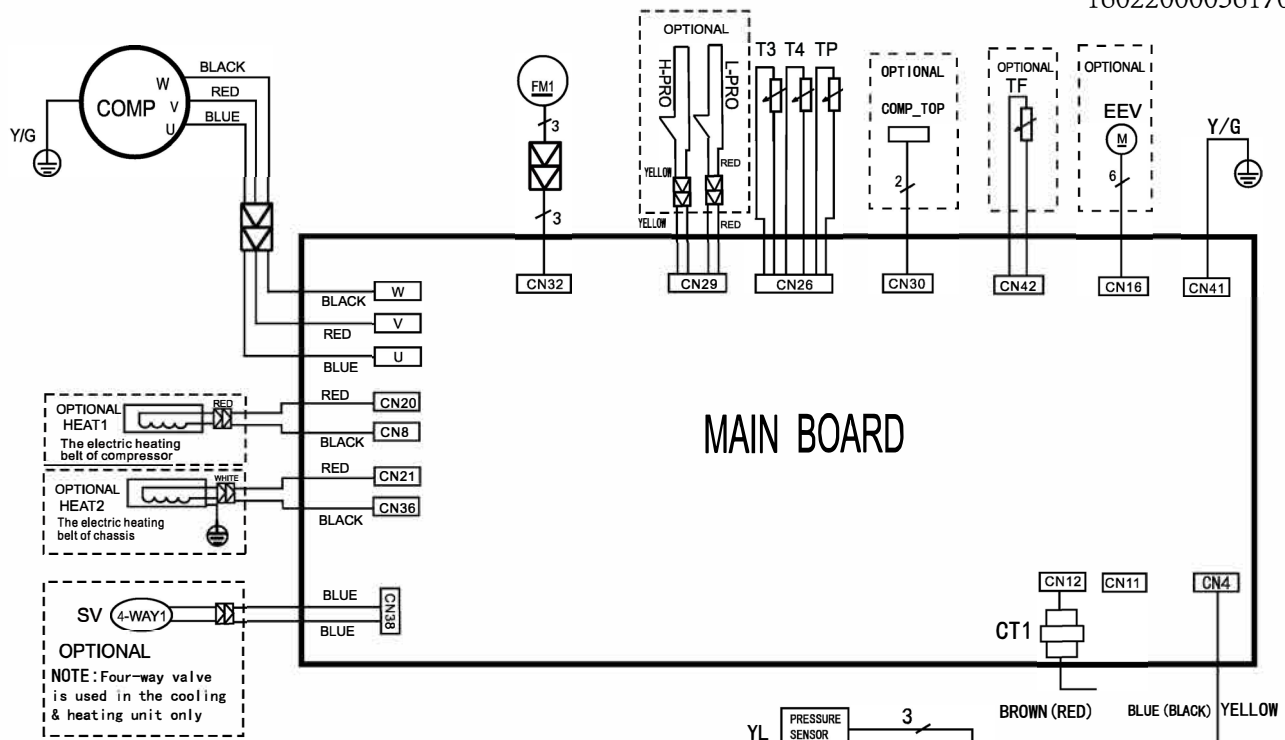 OPTIONAL
H-PRO
L-PRO
YELLOW
RED
YELLOW
RED
T3 T4 TP
OPTIONAL
COMP_TOP
2
OPTIONAL
TF
OPTIONAL
EEV
M
6
Y/G
COMP
W
V
U
BLACK
RED
BLUE
Y/G
FM1
3
3
CN32
CN29
CN26
CN30
CN42
CN16
CN41
BLACK
W
RED
V
BLUE
U
OPTIONAL
HEAT1
The electric heating
belt of compressor
RED
RED
CN20
BLACK
CN8
OPTIONAL
HEAT2
The electric heating
belt of chassis
WHITE
RED
CN21
BLACK
CN36
MAIN BOARD
SV
4-WAY1
OPTIONAL
NOTE:Four-way valve
is used in the cooling
& heating unit only
BLUE
BLUE
CN38
CN12
CN11
CN4
CT1
BROWN(RED)
BLUE(BLACK)
YELLOW
YL
PRESSURE
SENSOR
3